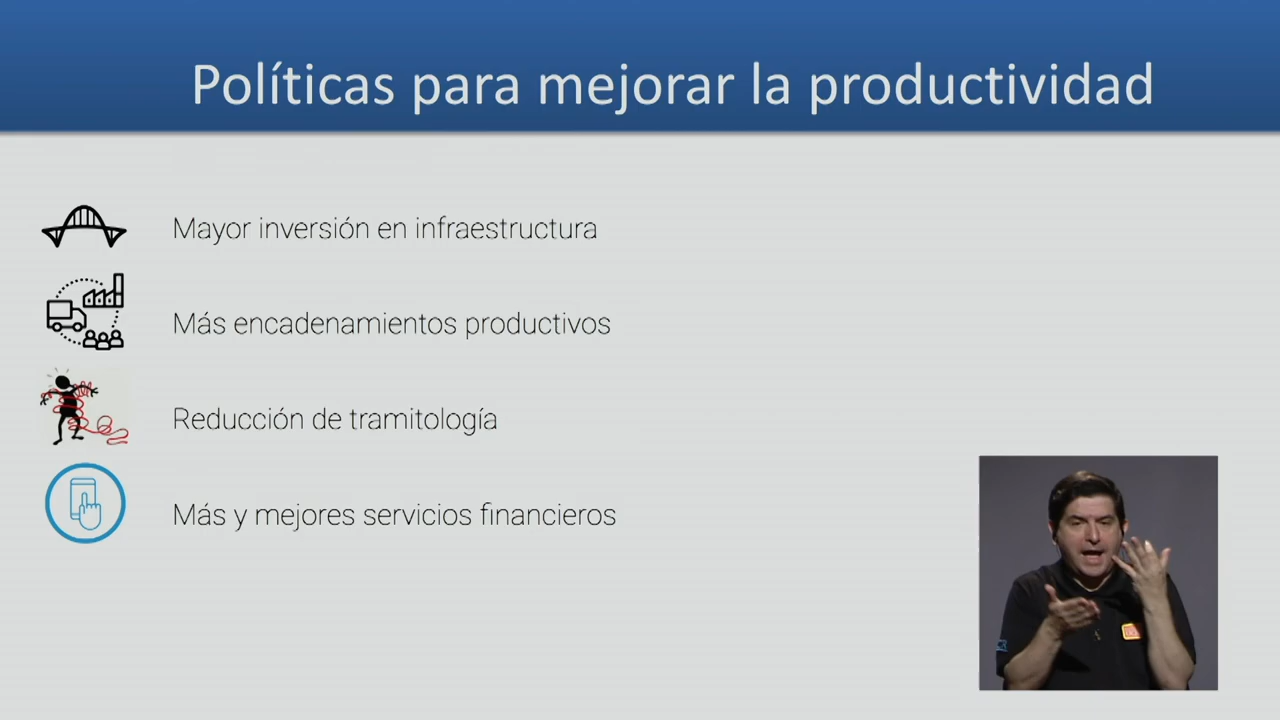 Políticas para mejorar la productividad
Mayor inversión en infraestructura
Más encadenamientos productivos
Reducción de tramitología
Más y mejores servicios financieros